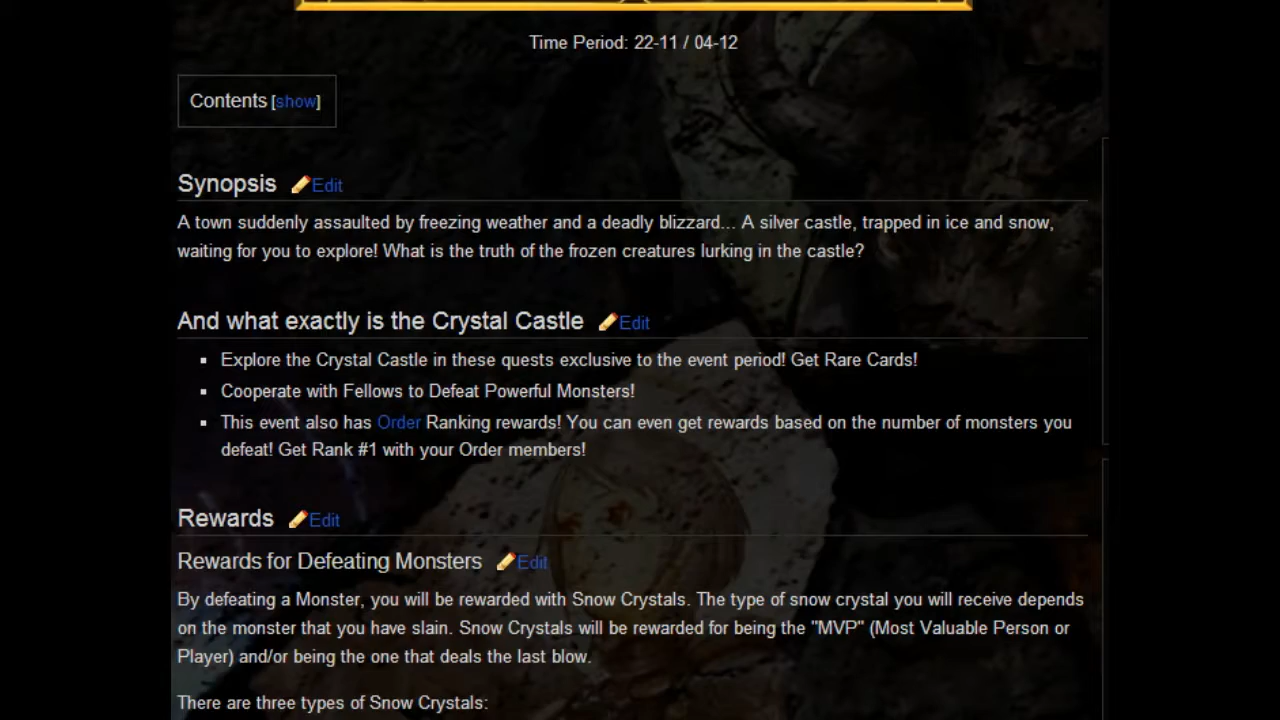 Time Period: 22-11 / 04-12
Contents [show]
Synopsis Edit
A town suddenly assaulted by freezing weather and a deadly blizzard... A silver castle, trapped in ice and snow,
waiting for you to explore! What is the truth of the frozen creatures lurking in the castle?
And what exactly is the Crystal Castle Edit
▪ Explore the Crystal Castle in these quests exclusive to the event period! Get Rare Cards!
▪ Cooperate with Fellows to Defeat Powerful Monsters!
▪ This event also has Order Ranking rewards! You can even get rewards based on the number of monsters you
defeat! Get Rank #1 with your Order members!
Rewards Edit
Rewards for Defeating Monsters Edit
By defeating a Monster, you will be rewarded with Snow Crystals. The type of snow crystal you will receive depends
on the monster that you have slain. Snow Crystals will be rewarded for being the "MVP" (Most Valuable Person or
Player) and/or being the one that deals the last blow.
There are three types of Snow Crystals: